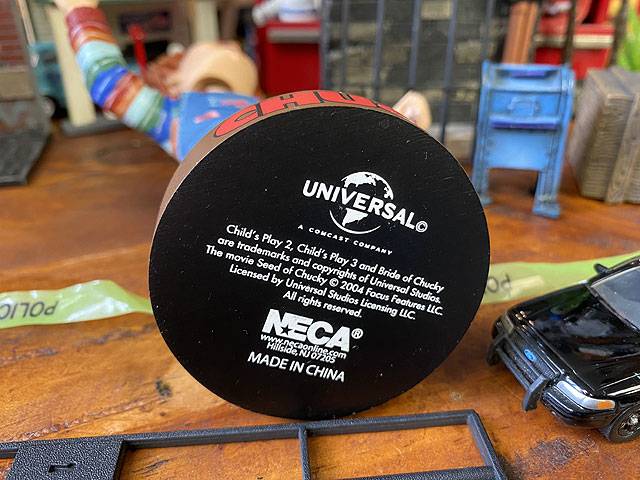 CHU
UNIVERSAL©
A COMCAST COMPANY
Child's Play 2, Child's Play 3 and Bride of Chucky
are trademarks and copyrights of Universal Studios.
The movie Seed of Chucky © 2004 Focus Features LLC.
Licensed by Universal Studios Licensing LLC.
All rights reserved.
NECA®
www.necaonline.com
Hillside, NJ 07205
MADE IN CHINA
POLIC
POLI